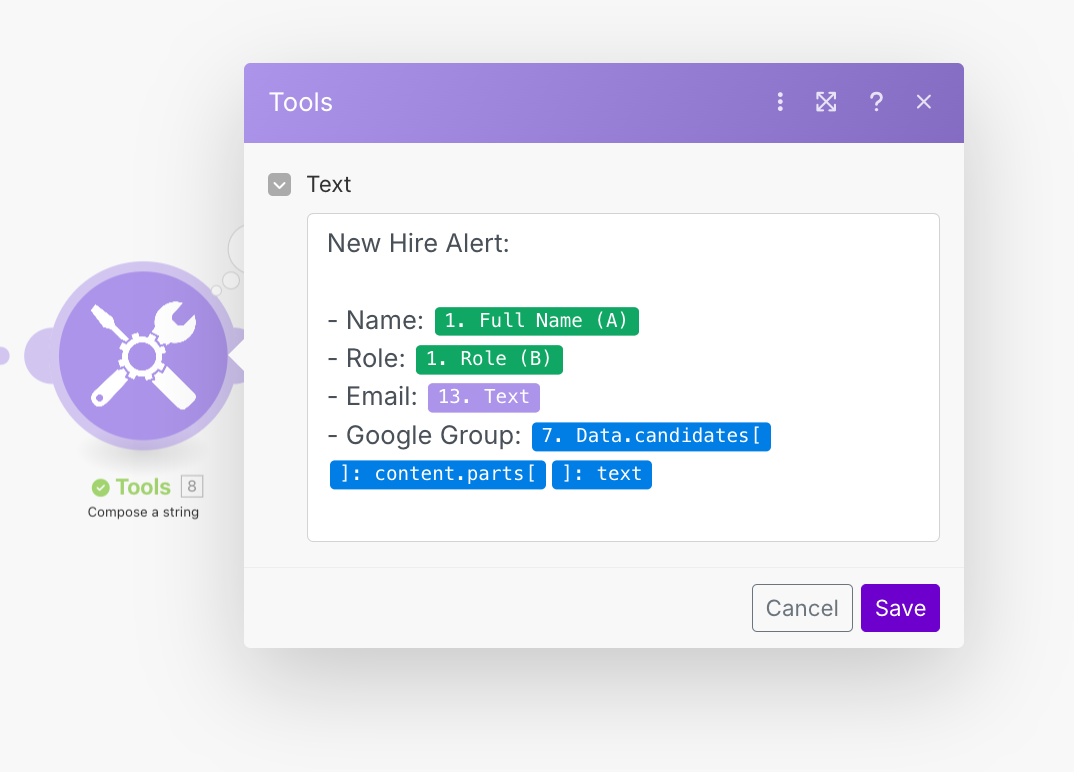 Tools
Text
New Hire Alert:
- Name: 1. Full Name (A)
- Role: 1. Role (B)
- Email: 13. Text
- Google Group: 7. Data.candidates[
]: content.parts[ ]: text
Tools 8
Compose a string
Cancel Save